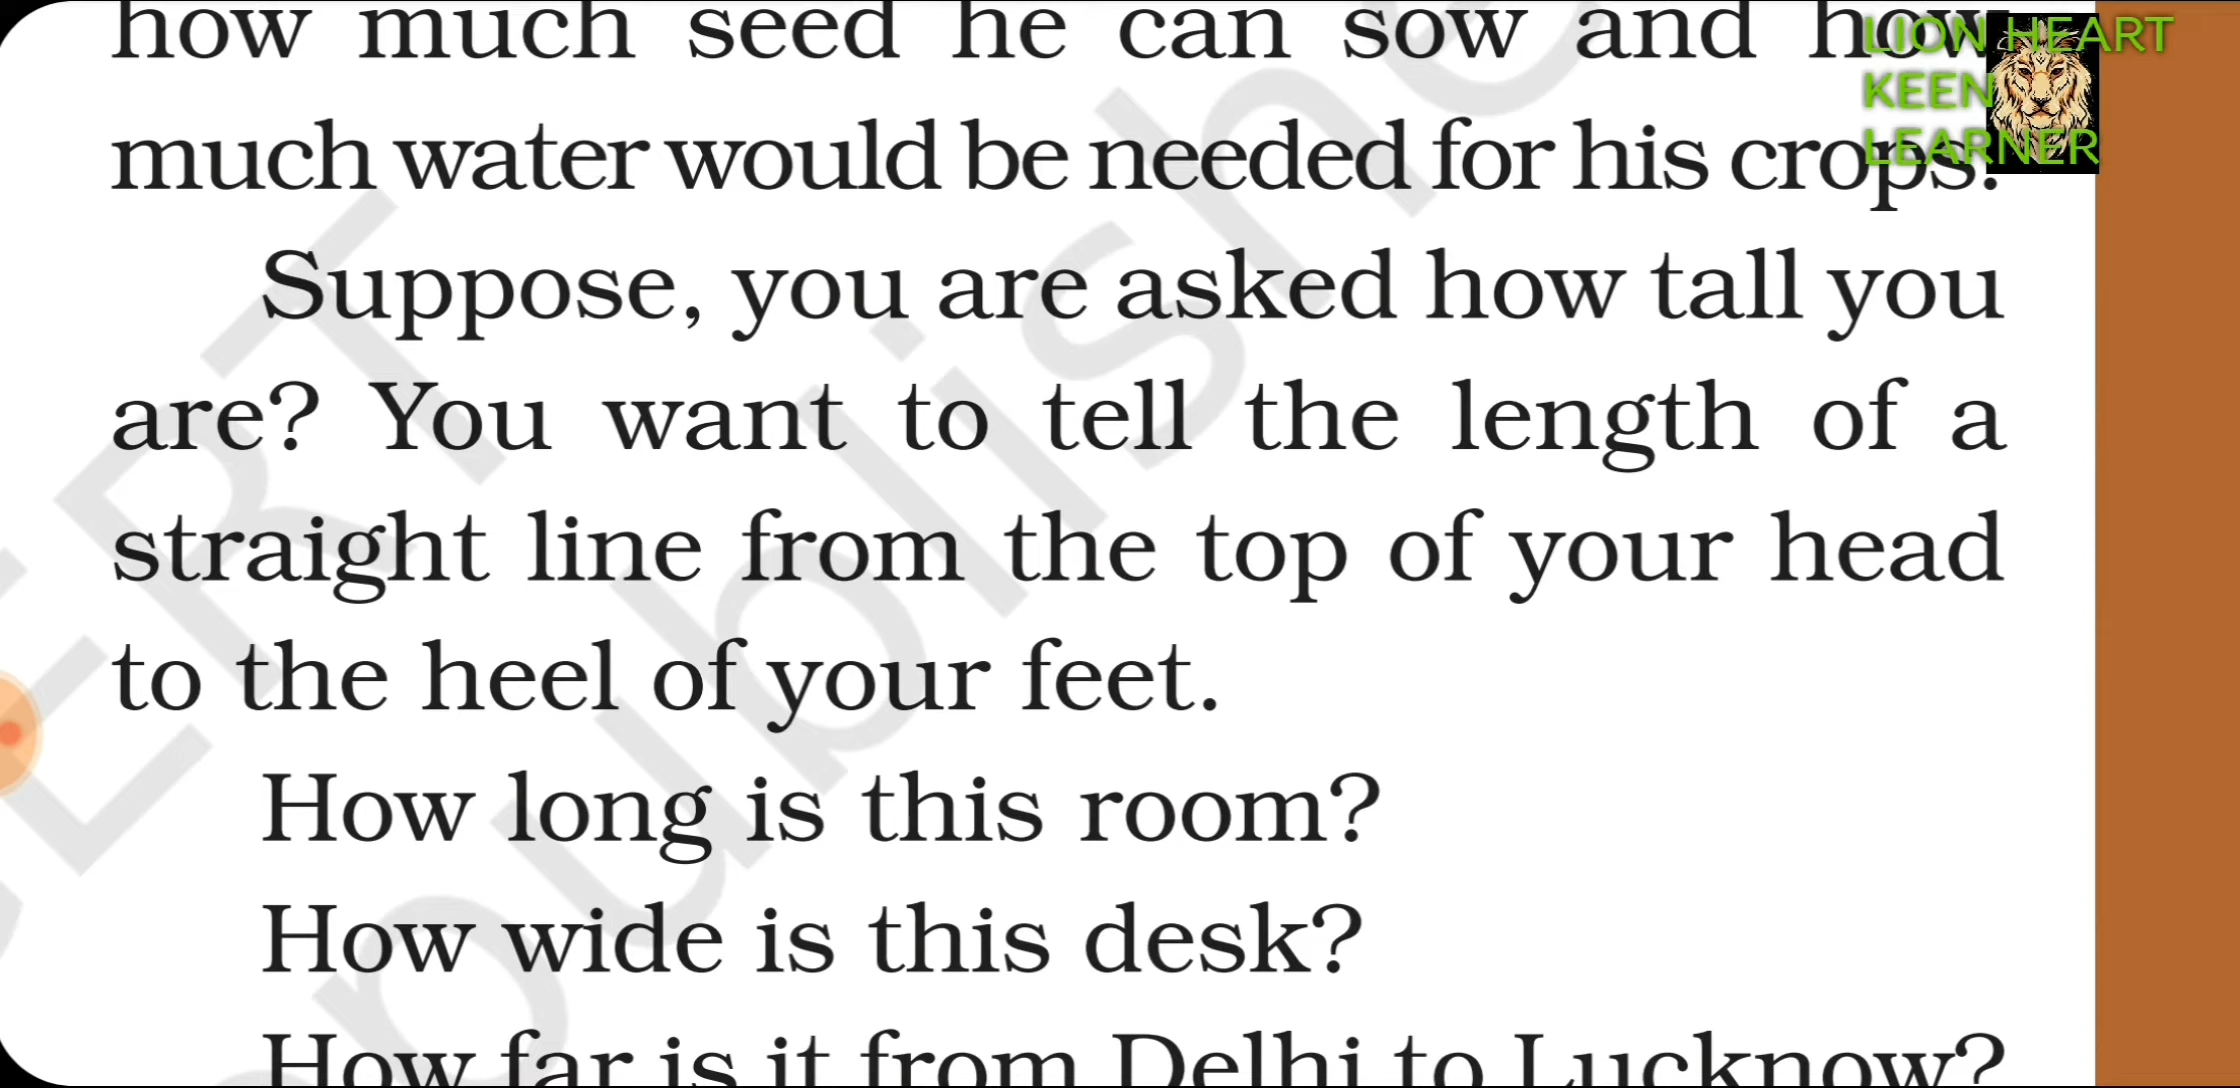 how much seed he can sow and how
much water would be needed for his crops.
Suppose, you are asked how tall you
are? You want to tell the length of a
straight line from the top of your head
to the heel of your feet.
How long is this room?
How wide is this desk?
How far is it from Delhi to Lucknow?
LION HEART
KEEN
LEARNER